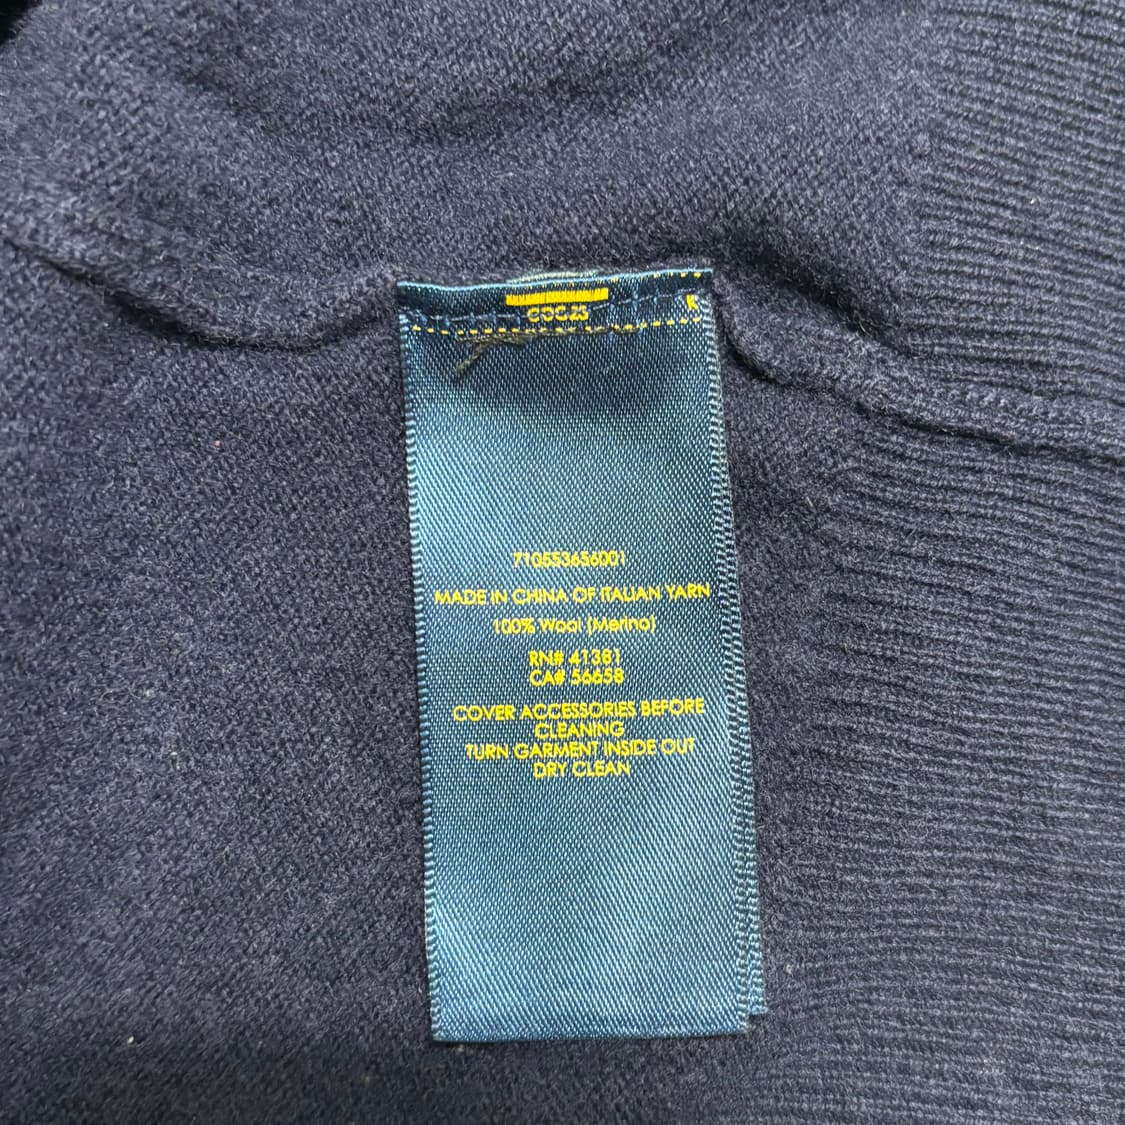 710553656001
MADE IN CHINA OF ITALIAN YARN
100% Wool (Merino)
RN# 41381
CA# 56658
COVER ACCESSORIES BEFORE
CLEANING
TURN GARMENT INSIDE OUT
DRY CLEAN